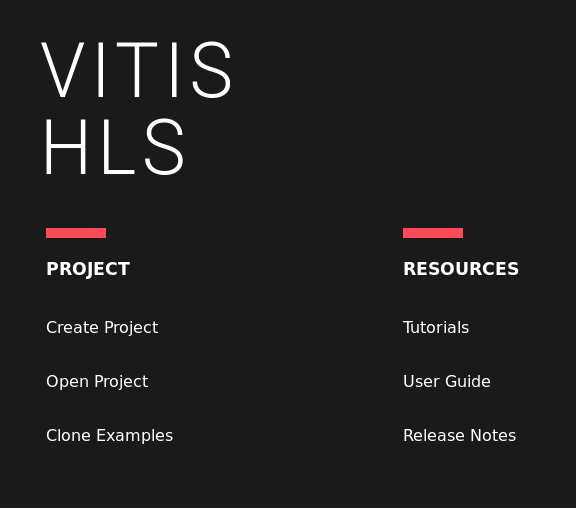 VITIS
HLS
PROJECT
Create Project
Open Project
Clone Examples
RESOURCES
Tutorials
User Guide
Release Notes